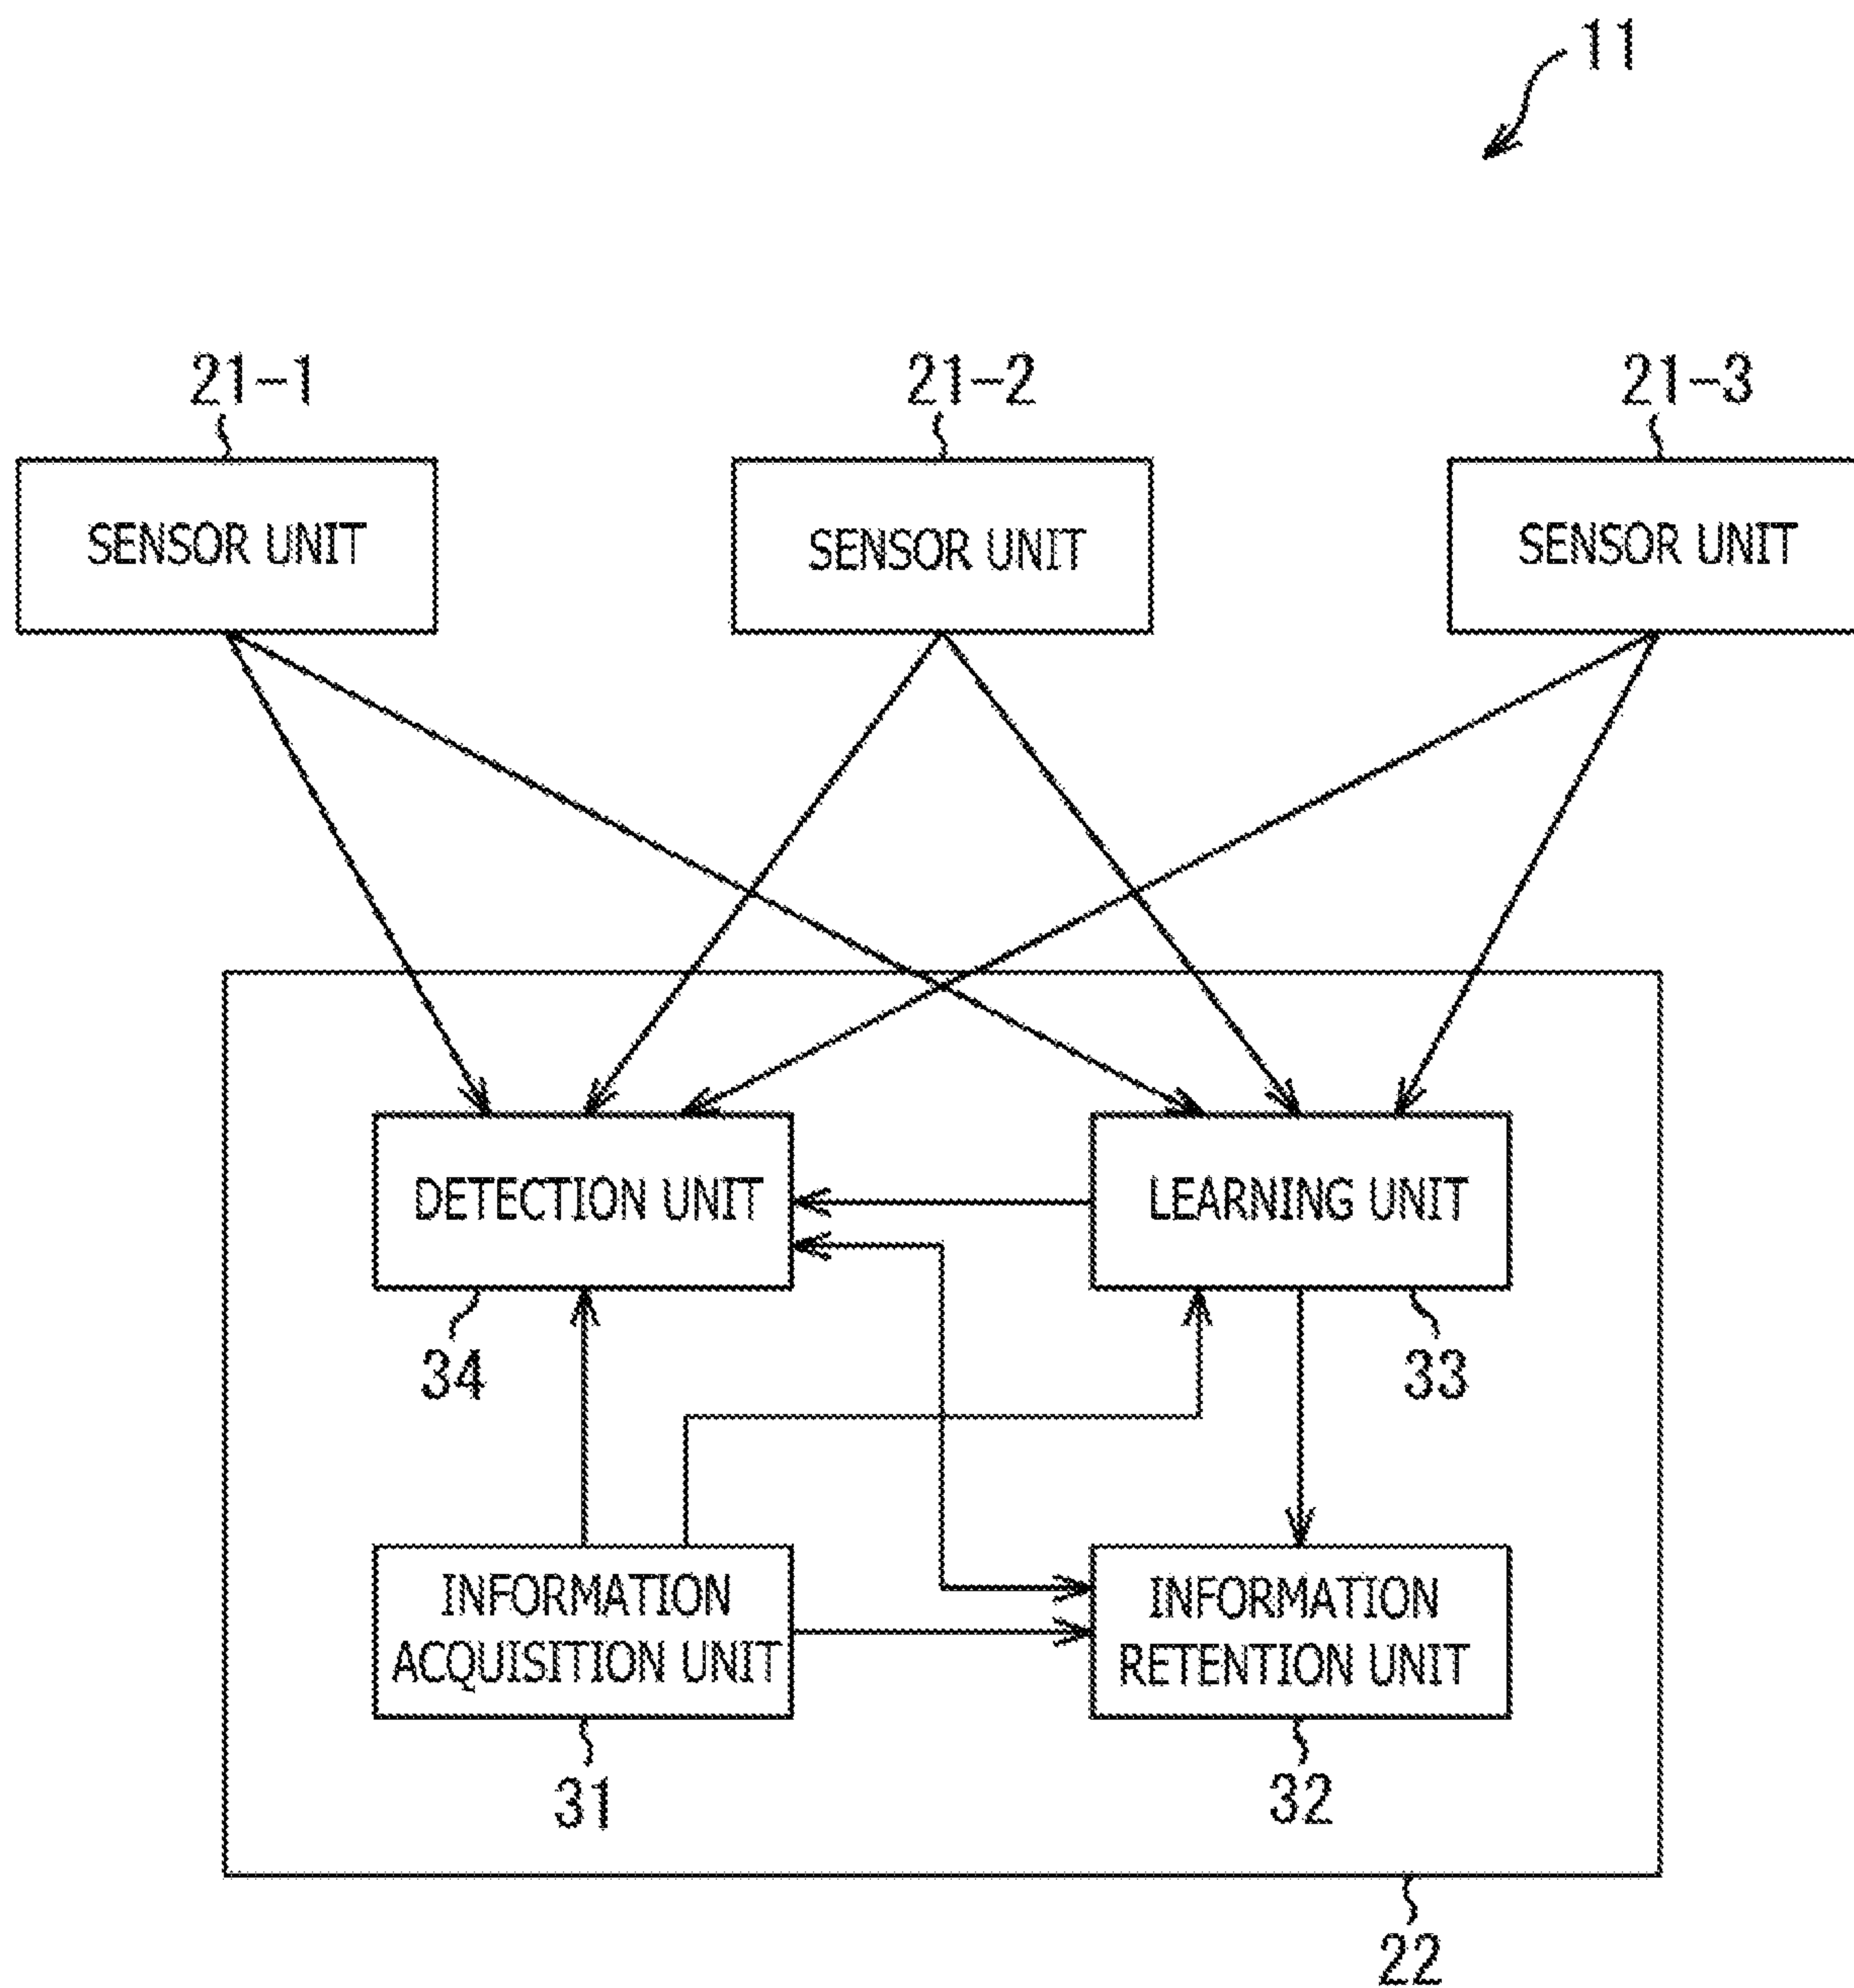 11
21-1
21-2
21-3
SENSOR UNIT
SENSOR UNIT
SENSOR UNIT
DETECTION UNIT
LEARNING UNIT
34
33
INFORMATION
ACQUISITION UNIT
INFORMATION
RETENTION UNIT
31
32
22